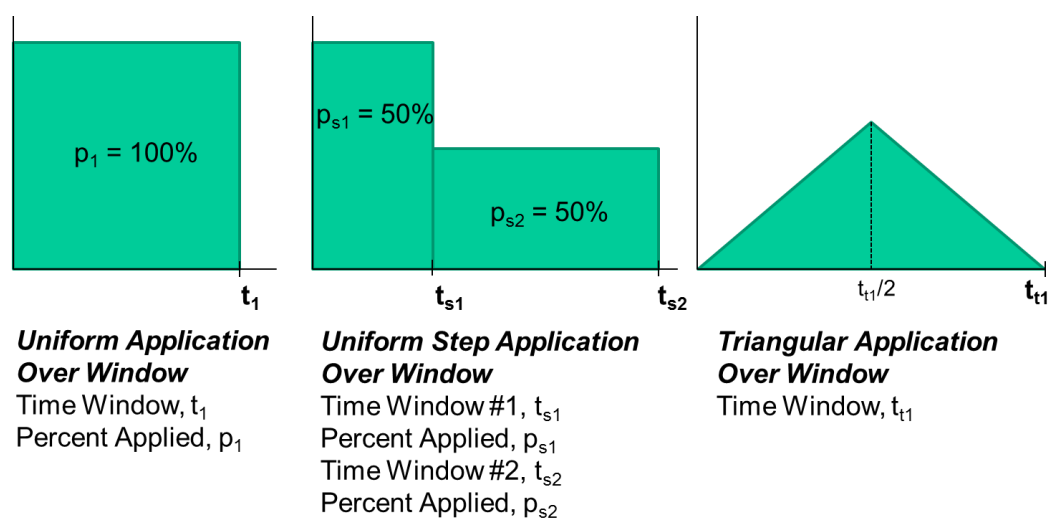 p₁ = 100%
t₁
Uniform Application
Over Window
Time Window, t₁
Percent Applied, p₁
pₛ₁ = 50%
pₛ₂ = 50%
tₛ₁
tₛ₂
Uniform Step Application
Over Window
Time Window #1, tₛ₁
Percent Applied, pₛ₁
Time Window #2, tₛ₂
Percent Applied, pₛ₂
tₜ₁/2
tₜ₁
Triangular Application
Over Window
Time Window, tₜ₁